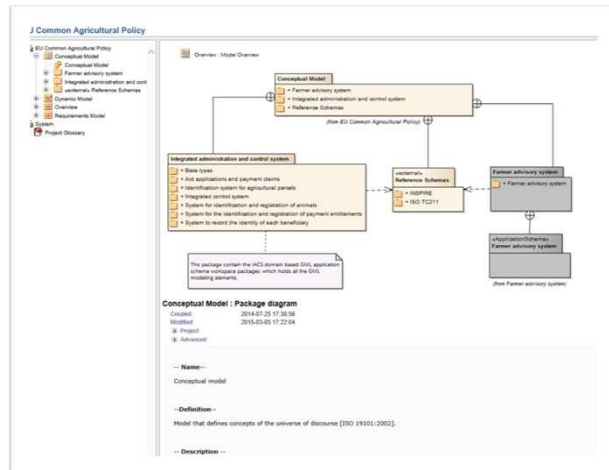 J Common Agricultural Policy
EU Common Agricultural Policy
Conceptual Model
Conceptual Model
Farmer advisory system
Integrated administration and cont
«external» Reference Schemas
Dynamic Model
Overview
Requirements Model
System
Project Glossary
Overview : Model Overview
Conceptual Model
+ Farmer advisory system
+ Integrated administration and control system
+ Reference Schemas
(from EU Common Agricultural Policy)
Integrated administration and control system
+ Base types
+ Aid applications and payment claims
+ Identification system for agricultural parcels
+ Integrated control system
+ System for identification and registration of animals
+ System for the identification and registration of payment entitlements
+ System to record the identity of each beneficiary
«external»
Reference Schemas
+ INSPIRE
+ ISO TC211
Farmer advisory system
+ Farmer advisory system
«ApplicationSchema»
Farmer advisory system
(from Farmer advisory system)
This package contain the IACS domain based GML application
schema workspace packages, which holds all the GML
modeling elements.
Conceptual Model : Package diagram
Created: 2014-07-25 17:38:56
Modified: 2015-03-05 17:22:04
Project
Advanced
-- Name--
Conceptual model
--Definition--
Model that defines concepts of the universe of discourse [ISO 19101:2002].
-- Description --